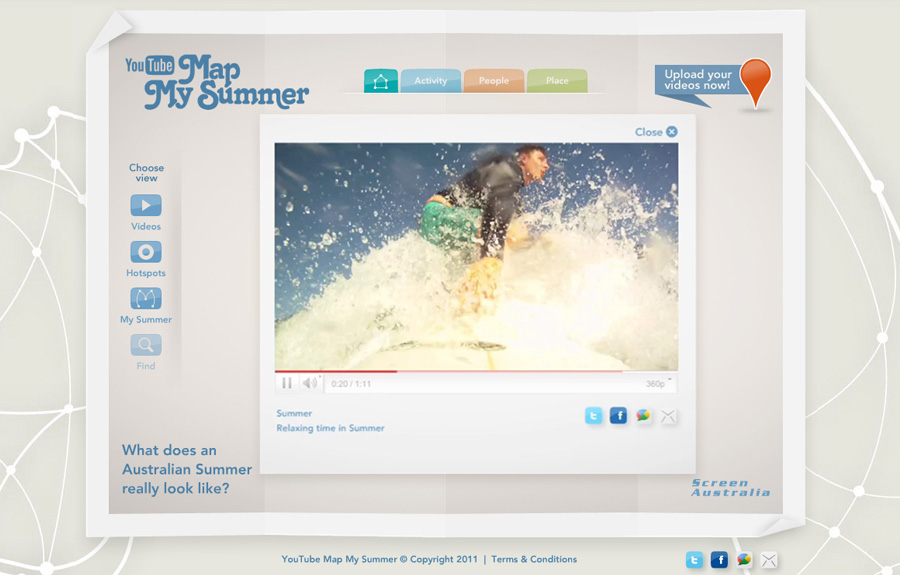 YouTube Map
My Summer
Activity
People
Place
Upload your
videos now!
Close
Choose
view
Videos
Hotspots
My Summer
Find
0:20 / 1:11
360p
Summer
Relaxing time in Summer
What does an
Australian Summer
really look like?
Screen
Australia
YouTube Map My Summer © Copyright 2011 | Terms & Conditions